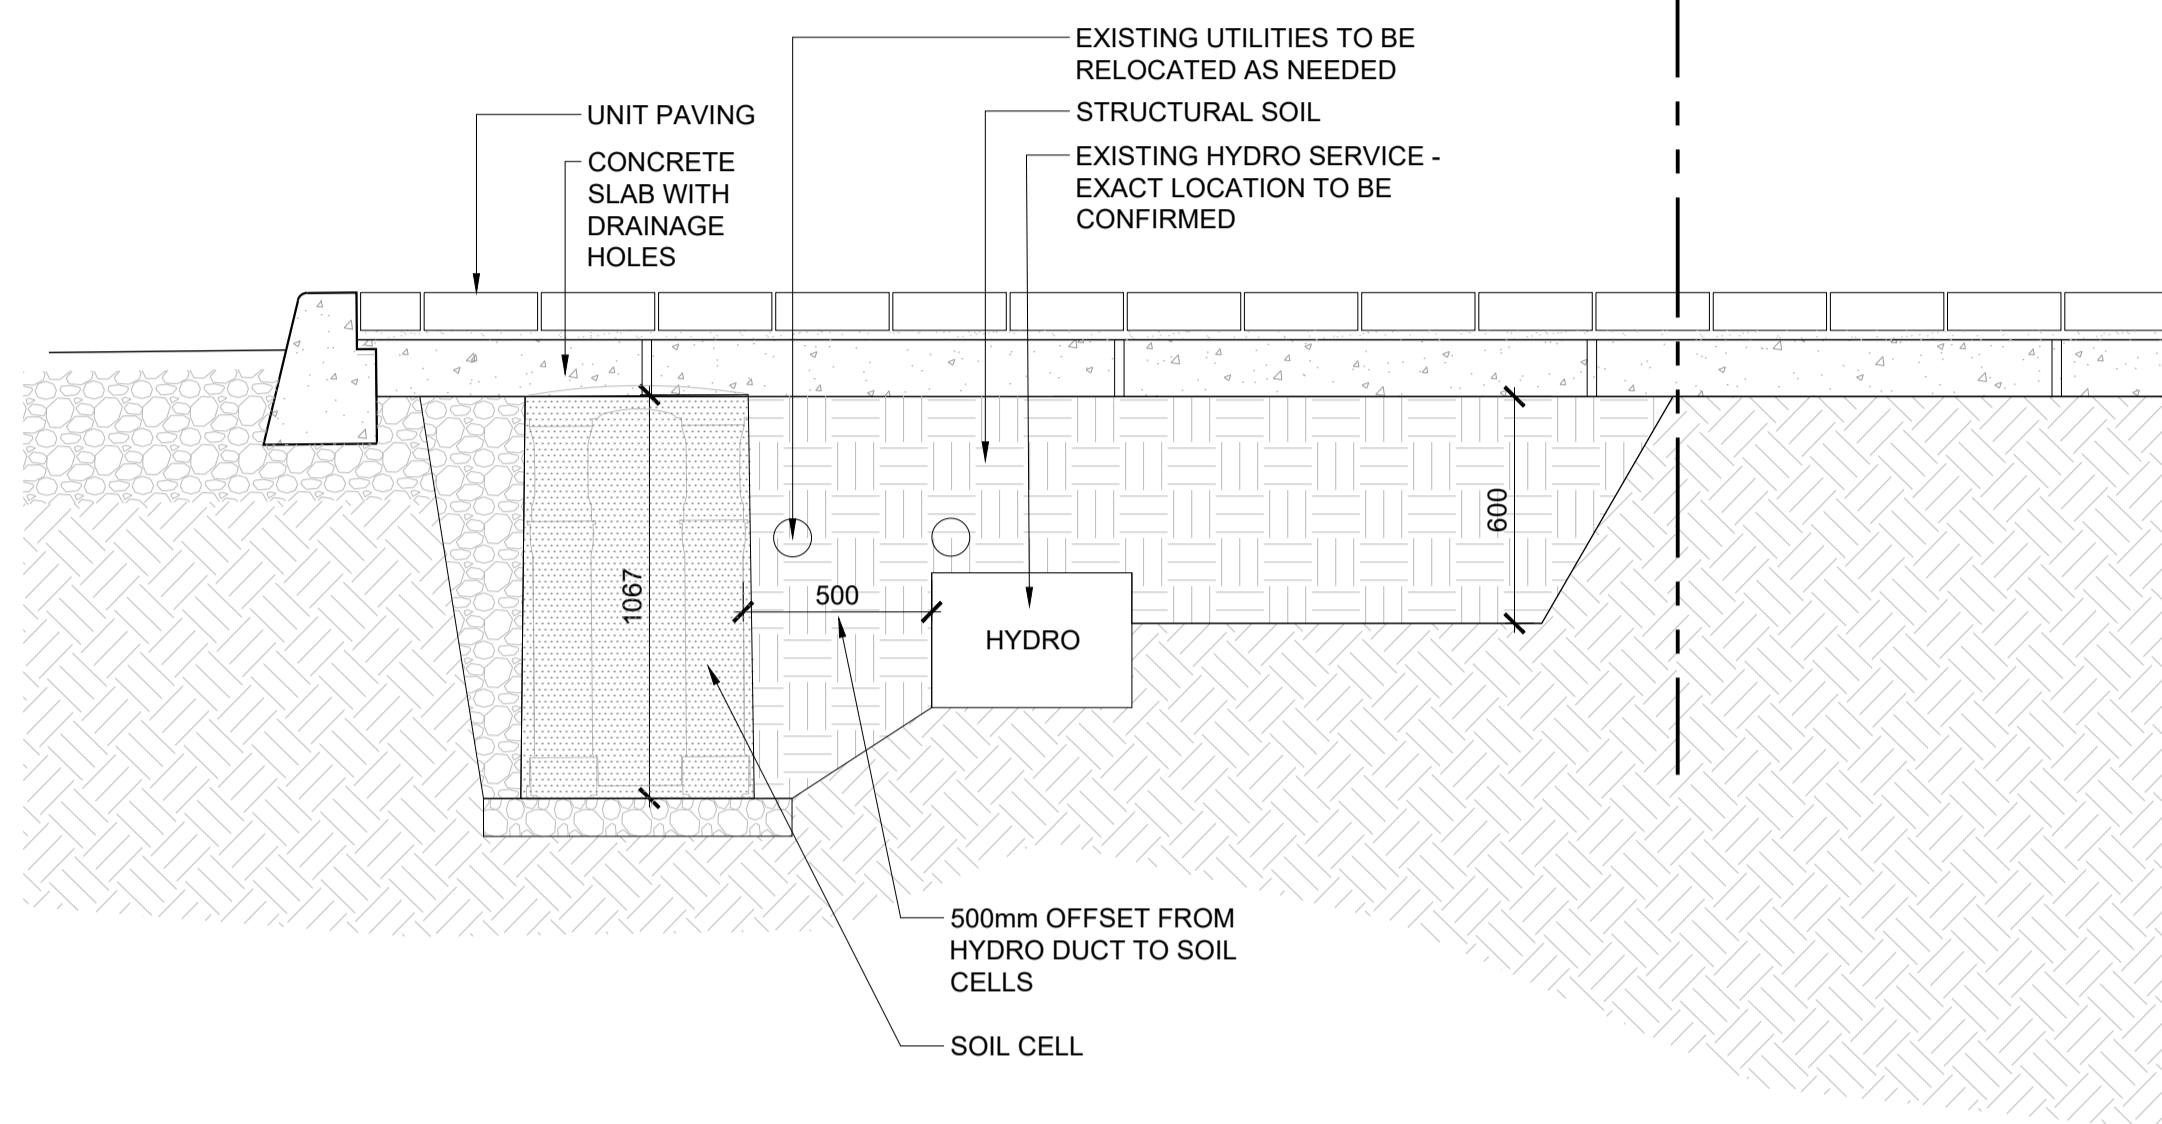 EXISTING UTILITIES TO BE
RELOCATED AS NEEDED
UNIT PAVING
STRUCTURAL SOIL
CONCRETE
SLAB WITH
DRAINAGE
HOLES
EXISTING HYDRO SERVICE -
EXACT LOCATION TO BE
CONFIRMED
600
1067
500
HYDRO
500mm OFFSET FROM
HYDRO DUCT TO SOIL
CELLS
SOIL CELL